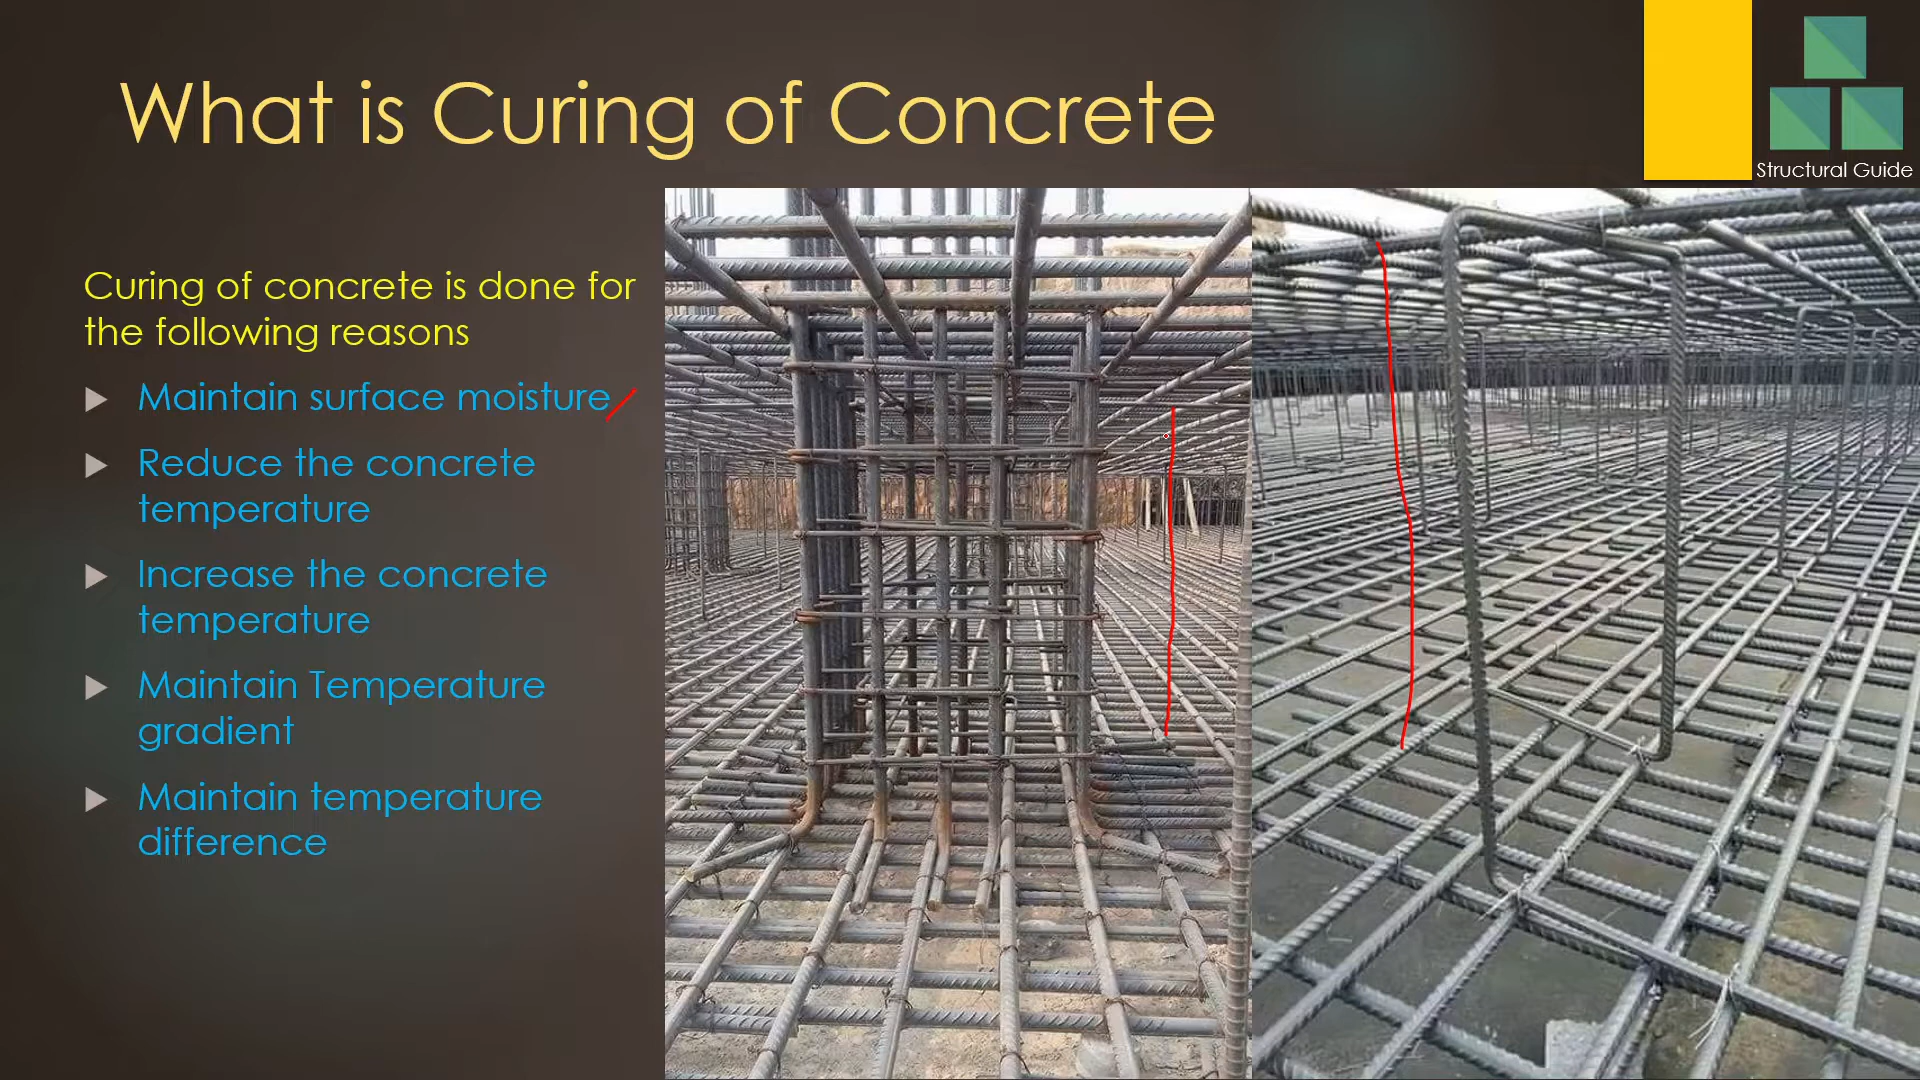 What is Curing of Concrete
Structural Guide
Curing of concrete is done for
the following reasons
Maintain surface moisture
Reduce the concrete
temperature
Increase the concrete
temperature
Maintain Temperature
gradient
Maintain temperature
difference